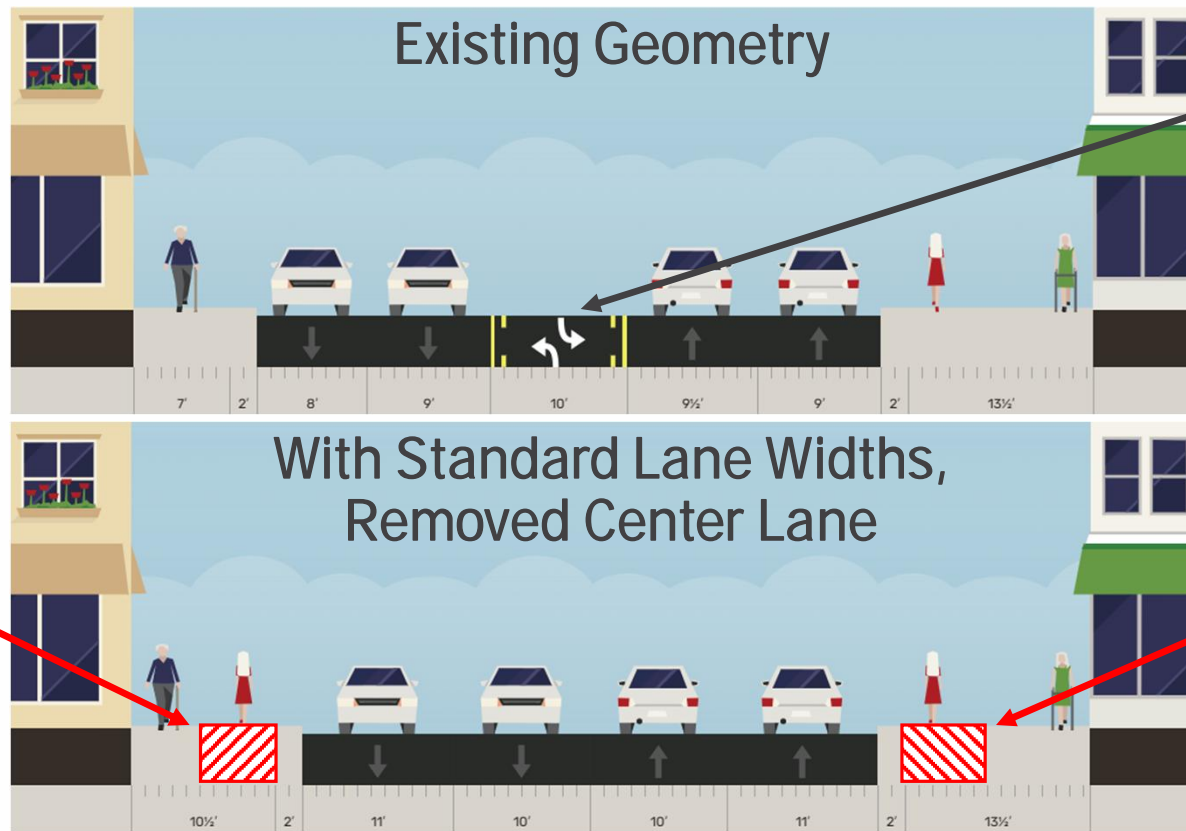 Existing Geometry
7' 2' 8' 9' 10' 9½' 9' 2' 13½'
With Standard Lane Widths,
Removed Center Lane
10½' 2' 11' 10' 10' 11' 2' 13½'